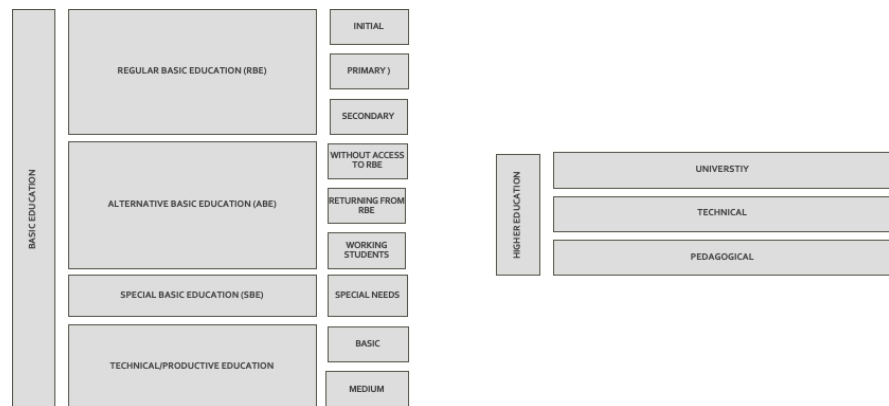 BASIC EDUCATION
REGULAR BASIC EDUCATION (RBE)
INITIAL
PRIMARY )
SECONDARY
ALTERNATIVE BASIC EDUCATION (ABE)
WITHOUT ACCESS
TO RBE
RETURNING FROM
RBE
WORKING
STUDENTS
SPECIAL BASIC EDUCATION (SBE)
SPECIAL NEEDS
TECHNICAL/PRODUCTIVE EDUCATION
BASIC
MEDIUM
HIGHER EDUCATION
UNIVERSTIY
TECHNICAL
PEDAGOGICAL